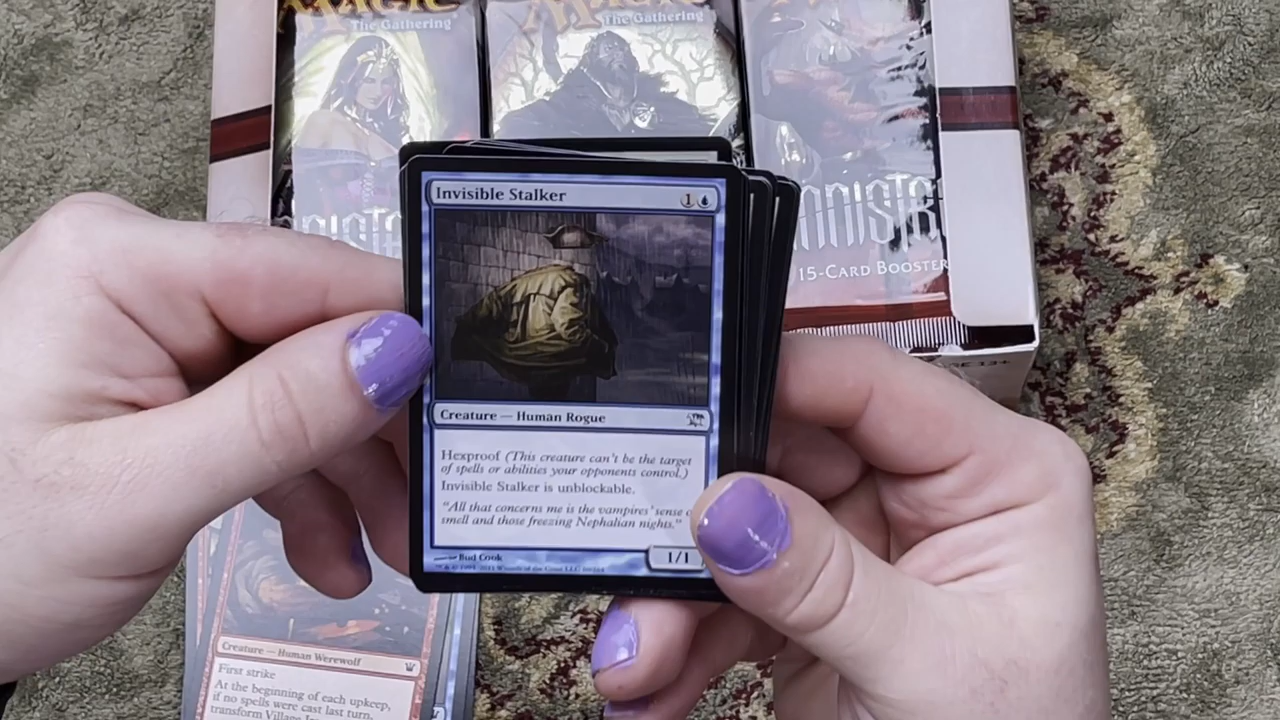 MAGIC
The Gathering
MAGIC
The Gathering
15-Card Booster
Invisible Stalker
1
Creature — Human Rogue
Hexproof (This creature can't be the target
of spells or abilities your opponents control.)
Invisible Stalker is unblockable.
"All that concerns me is the vampires' sense o
smell and those freezing Nephalian nights."
Bud Cook
1/1
Creature — Human Werewolf
First strike
At the beginning of each upkeep,
if no spells were cast last turn,
transform Village